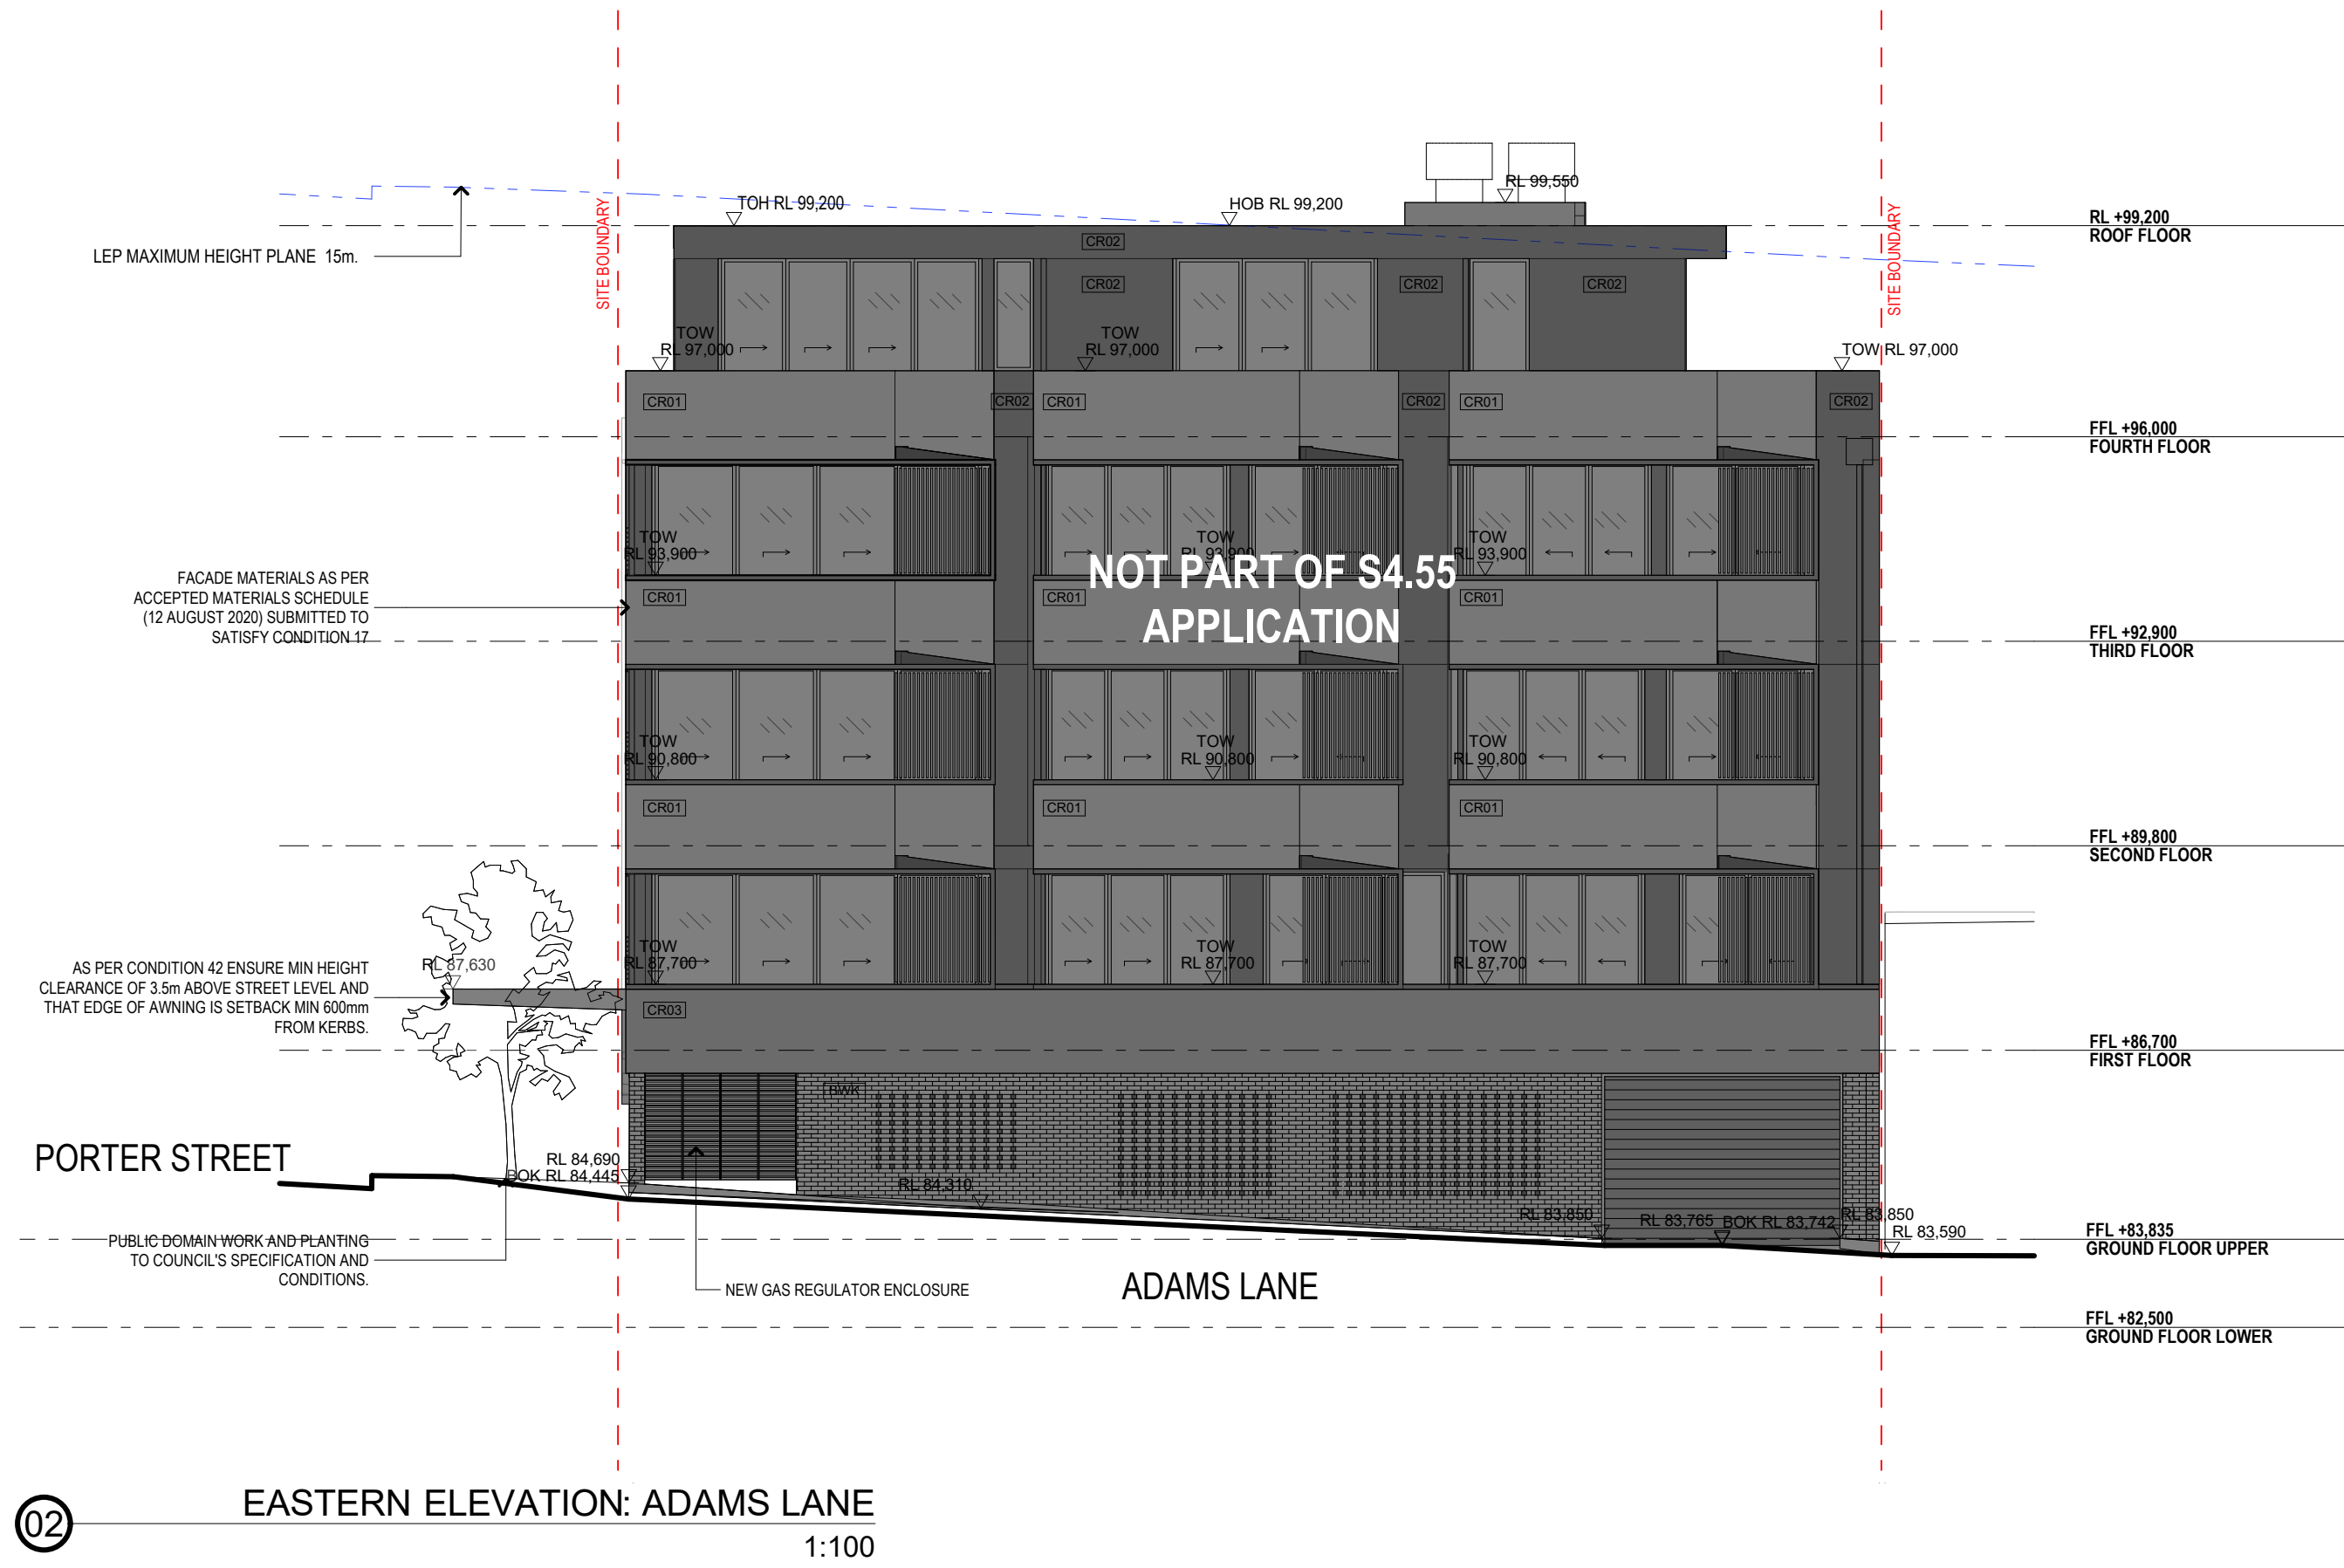 RL 99,550
TOH RL 99,200
HOB RL 99,200
RL +99,200
ROOF FLOOR
LEP MAXIMUM HEIGHT PLANE 15m.
SITE BOUNDARY
SITE BOUNDARY
CR02
CR02
CR02
CR02
TOW
RL 97,000
TOW
RL 97,000
TOW RL 97,000
CR01
CR02
CR01
CR02
CR01
CR02
FFL +96,000
FOURTH FLOOR
TOW
RL 93,900
TOW
RL 93,900
TOW
RL 93,900
NOT PART OF S4.55
APPLICATION
FACADE MATERIALS AS PER
ACCEPTED MATERIALS SCHEDULE
(12 AUGUST 2020) SUBMITTED TO
SATISFY CONDITION 17
CR01
CR01
CR01
FFL +92,900
THIRD FLOOR
TOW
RL 90,800
TOW
RL 90,800
TOW
RL 90,800
CR01
CR01
CR01
FFL +89,800
SECOND FLOOR
TOW
RL 87,700
TOW
RL 87,700
TOW
RL 87,700
RL 87,630
AS PER CONDITION 42 ENSURE MIN HEIGHT
CLEARANCE OF 3.5m ABOVE STREET LEVEL AND
THAT EDGE OF AWNING IS SETBACK MIN 600mm
FROM KERBS.
CR03
FFL +86,700
FIRST FLOOR
BWK
PORTER STREET
RL 84,690
BOK RL 84,445
RL 84,310
RL 83,850
RL 83,765
BOK RL 83,742
RL 83,850
RL 83,590
PUBLIC DOMAIN WORK AND PLANTING
TO COUNCIL'S SPECIFICATION AND
CONDITIONS.
FFL +83,835
GROUND FLOOR UPPER
NEW GAS REGULATOR ENCLOSURE
ADAMS LANE
FFL +82,500
GROUND FLOOR LOWER
02
EASTERN ELEVATION: ADAMS LANE
1:100